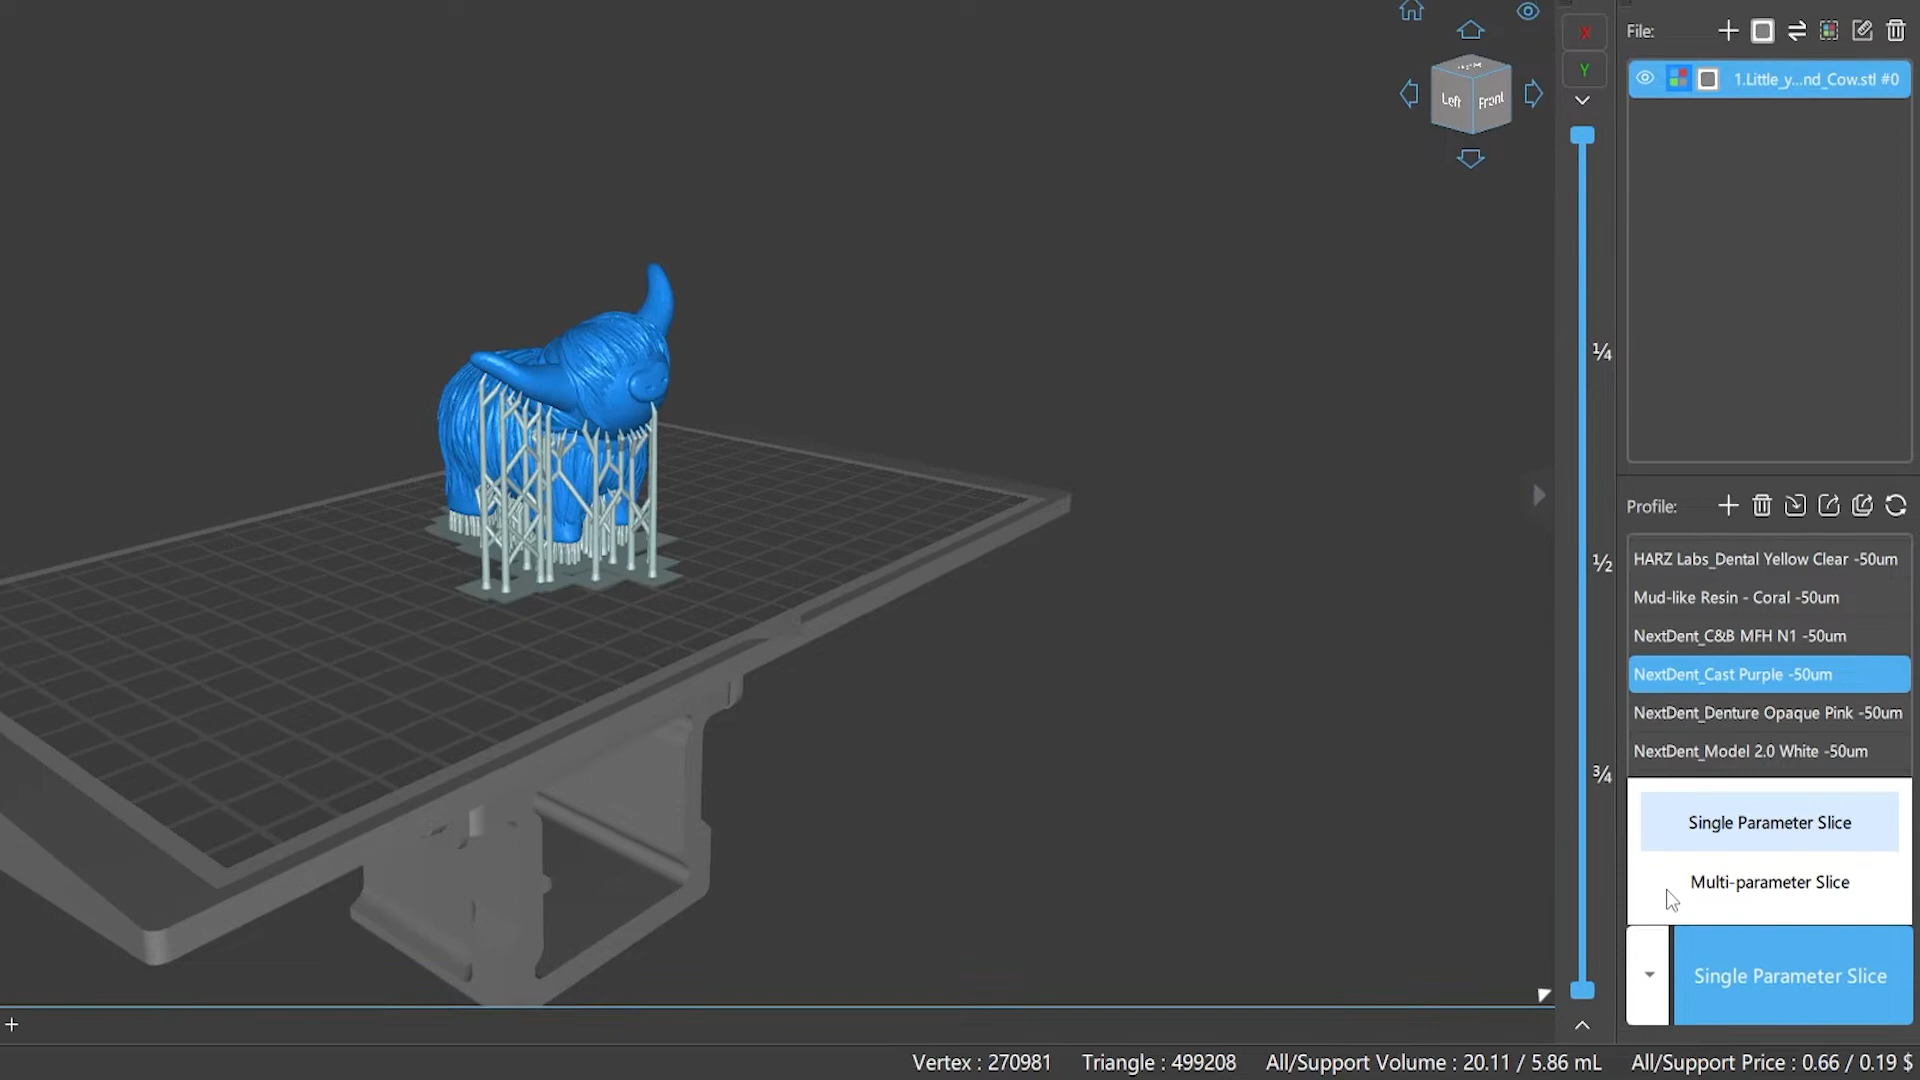 X
File:
Left
Front
Y
1.Little_y...nd_Cow.stl #0
¼
Profile:
HARZ Labs_Dental Yellow Clear -50um
½
Mud-like Resin - Coral -50um
NextDent_C&B MFH N1 -50um
NextDent_Cast Purple -50um
NextDent_Denture Opaque Pink -50um
NextDent_Model 2.0 White -50um
¾
Single Parameter Slice
Multi-parameter Slice
Single Parameter Slice
Vertex : 270981 Triangle : 499208 All/Support Volume : 20.11 / 5.86 mL All/Support Price : 0.66 / 0.19 $